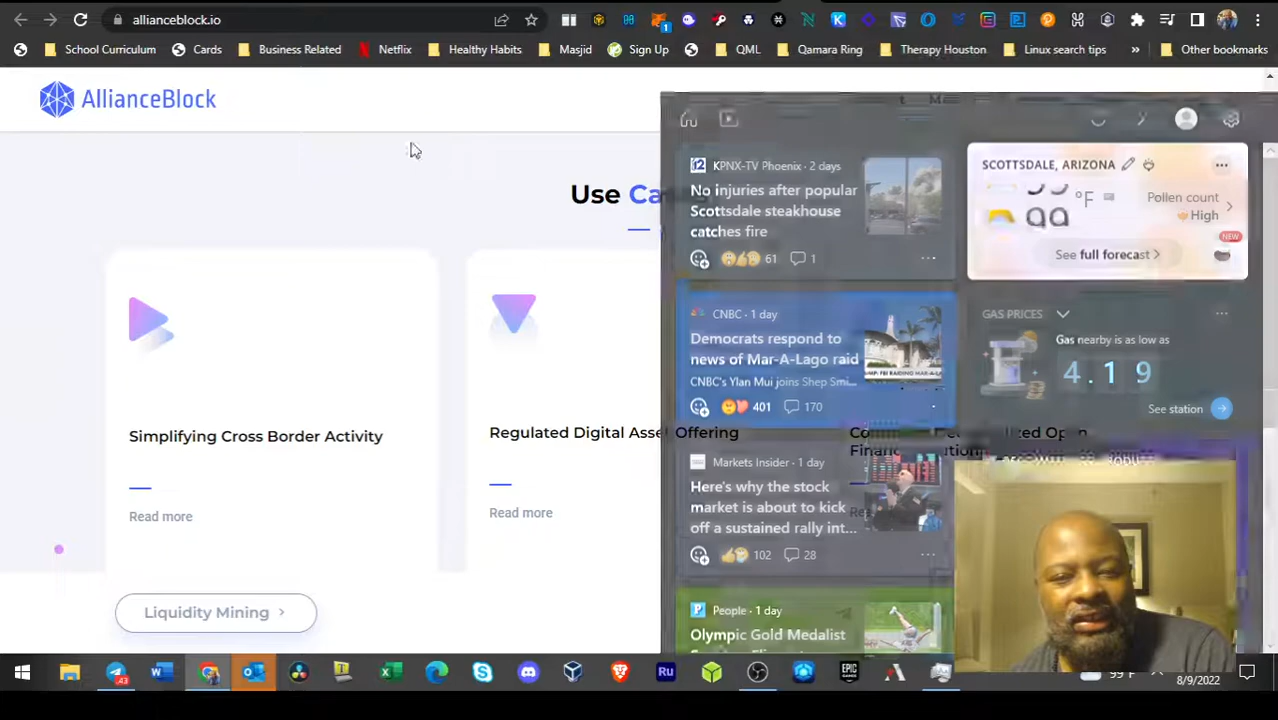 allianceblock.io
School Curriculum
Cards
Business Related
Netflix
Healthy Habits
Masjid
Sign Up
QML
Qamara Ring
Therapy Houston
Linux search tips
»
Other bookmarks
AllianceBlock
Use
Simplifying Cross Border Activity
Read more
Regulated Digital Asset Offering
Read more
Liquidity Mining >
KPNX-TV Phoenix · 2 days
No injuries after popular
Scottsdale steakhouse
catches fire
61
1
CNBC · 1 day
Democrats respond to
news of Mar-A-Lago raid
CNBC's Ylan Mui joins Shep Smi...
401
170
Markets Insider · 1 day
Here's why the stock
market is about to kick
off a sustained rally int...
102
28
People · 1 day
Olympic Gold Medalist
SCOTTSDALE, ARIZONA
°F
Pollen count
High
NEW
See full forecast >
GAS PRICES
Gas nearby is as low as
4.19
See station
43
Ru
EPIC
GAMES
8/9/2022